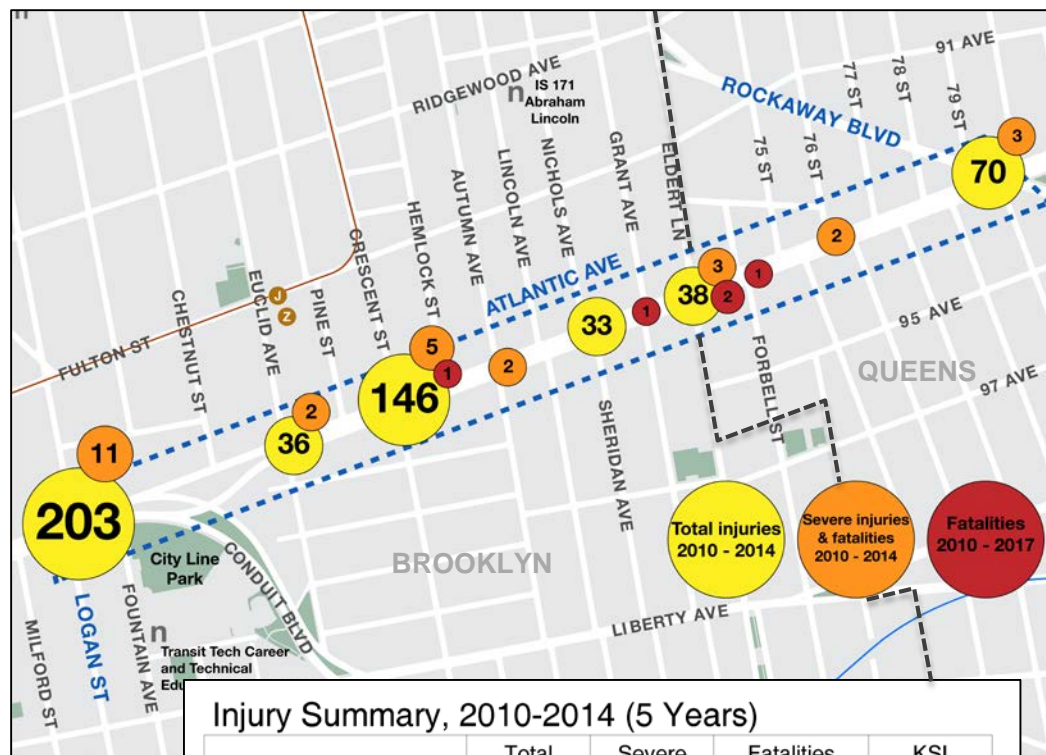 n
91 AVE
RIDGEWOOD AVE
n
IS 171
Abraham
Lincoln
ROCKAWAY BLVD
77 ST
78 ST
79 ST
3
70
75 ST
76 ST
NICHOLS AVE
GRANT AVE
ELDERT LN
LINCOLN AVE
AUTUMN AVE
HEMLOCK ST
CRESCENT ST
ATLANTIC AVE
2
3
1
38
2
1
33
J
Z
EUCLID AVE
PINE ST
CHESTNUT ST
FULTON ST
5
1
2
146
95 AVE
QUEENS
97 AVE
FORBELL ST
SHERIDAN AVE
2
36
11
203
City Line
Park
CONDUIT BLVD
BROOKLYN
Total injuries
2010 - 2014
Severe injuries
& fatalities
2010 - 2014
Fatalities
2010 - 2017
LIBERTY AVE
MILFORD ST
LOGAN ST
FOUNTAIN AVE
n
Transit Tech Career
and Technical
Injury Summary, 2010-2014 (5 Years)
Total
Severe
Fatalities
KSI